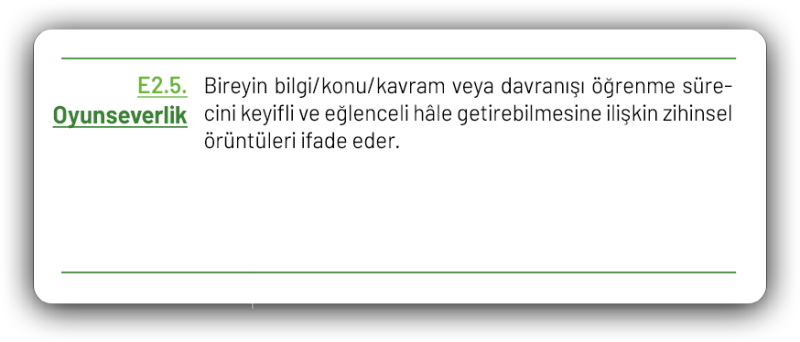 E2.5.
Oyunseverlik
Bireyin bilgi/konu/kavram veya davranışı öğrenme süre-
cini keyifli ve eğlenceli hâle getirebilmesine ilişkin zihinsel
örüntüleri ifade eder.